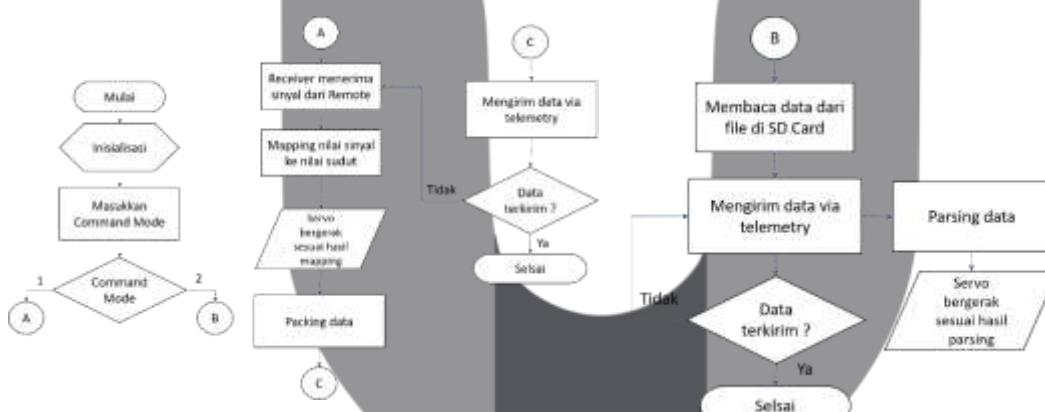 Mulai
Inisialisasi
Masukkan
Command Mode
Command
Mode
1
2
A
B
A
Receiver menerima
sinyal dari Remote
Mapping nilai sinyal
ke nilai sudut
Servo
bergerak
sesuai hasil
mapping
Packing data
C
C
Mengirim data via
telemetry
Data
terkirim ?
Tidak
Ya
Selsai
B
Membaca data dari
file di SD Card
Mengirim data via
telemetry
Parsing data
Servo
bergerak
sesuai hasil
parsing
Data
terkirim ?
Tidak
Ya
Selsai